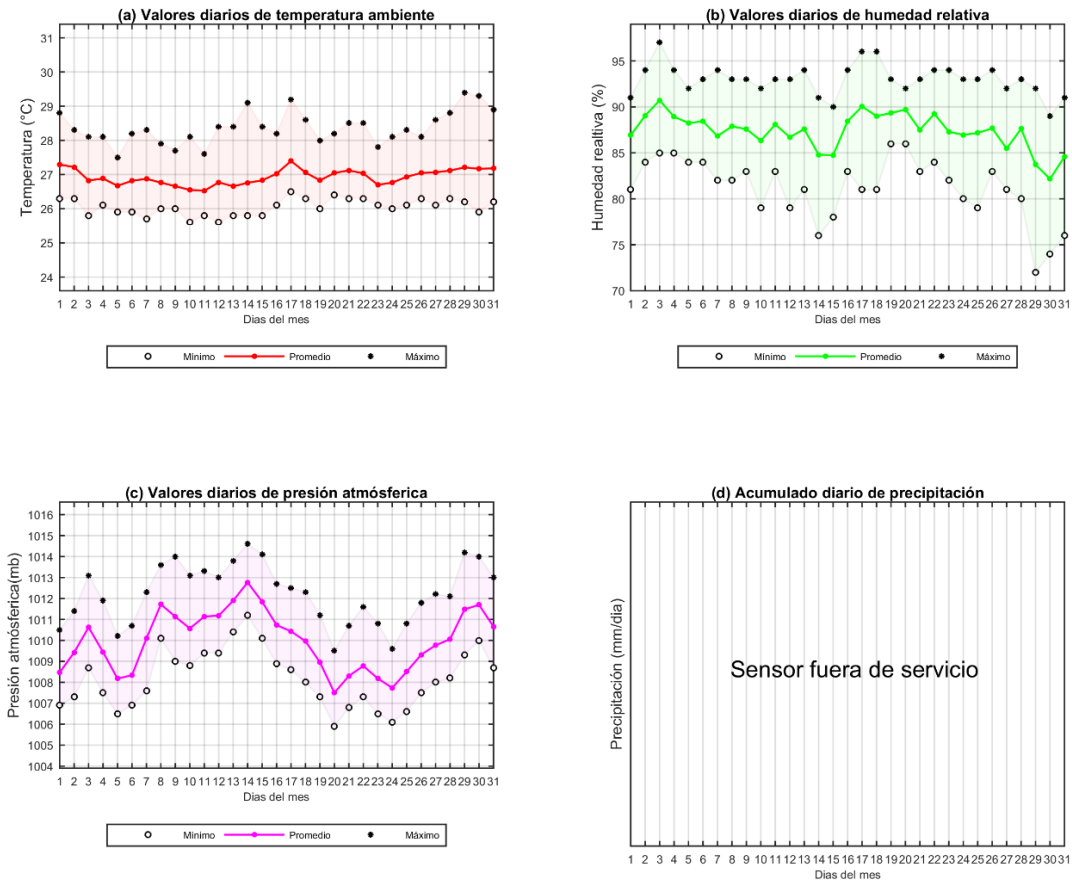 (a) Valores diarios de temperatura ambiente
31
30
29
28
27
26
25
24
Temperatura (°C)
1 2 3 4 5 6 7 8 9 10 11 12 13 14 15 16 17 18 19 20 21 22 23 24 25 26 27 28 29 30 31
Dias del mes
Mínimo Promedio Máximo
(b) Valores diarios de humedad relativa
95
90
85
80
75
70
Humedad realtiva (%)
1 2 3 4 5 6 7 8 9 10 11 12 13 14 15 16 17 18 19 20 21 22 23 24 25 26 27 28 29 30 31
Dias del mes
Mínimo Promedio Máximo
(c) Valores diarios de presión atmósferica
1016
1015
1014
1013
1012
1011
1010
1009
1008
1007
1006
1005
1004
Presión atmósferica(mb)
1 2 3 4 5 6 7 8 9 10 11 12 13 14 15 16 17 18 19 20 21 22 23 24 25 26 27 28 29 30 31
Dias del mes
Mínimo Promedio Máximo
(d) Acumulado diario de precipitación
Precipitación (mm/dia)
Sensor fuera de servicio
1 2 3 4 5 6 7 8 9 10 11 12 13 14 15 16 17 18 19 20 21 22 23 24 25 26 27 28 29 30 31
Dias del mes